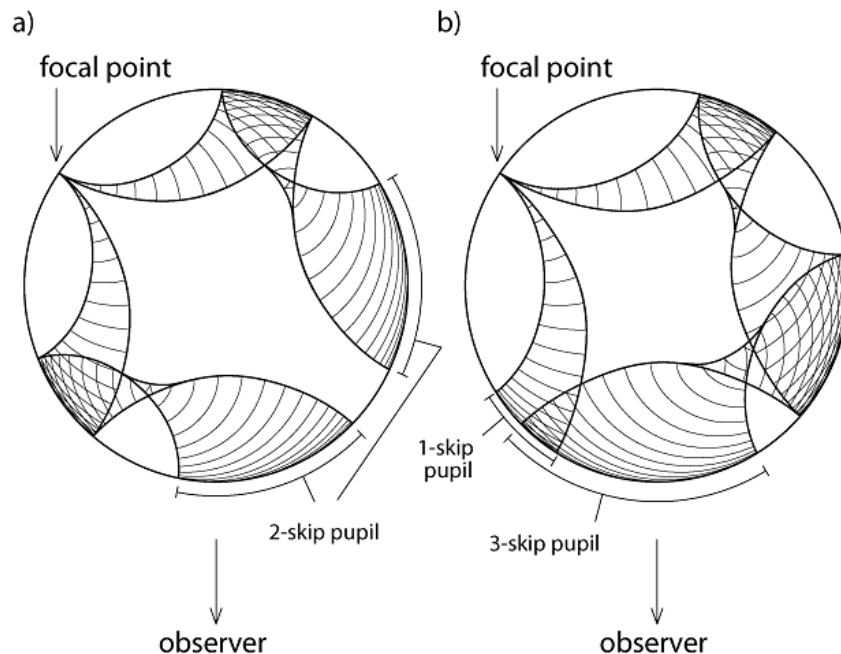 a)
focal point
2-skip pupil
observer
b)
focal point
1-skip
pupil
3-skip pupil
observer